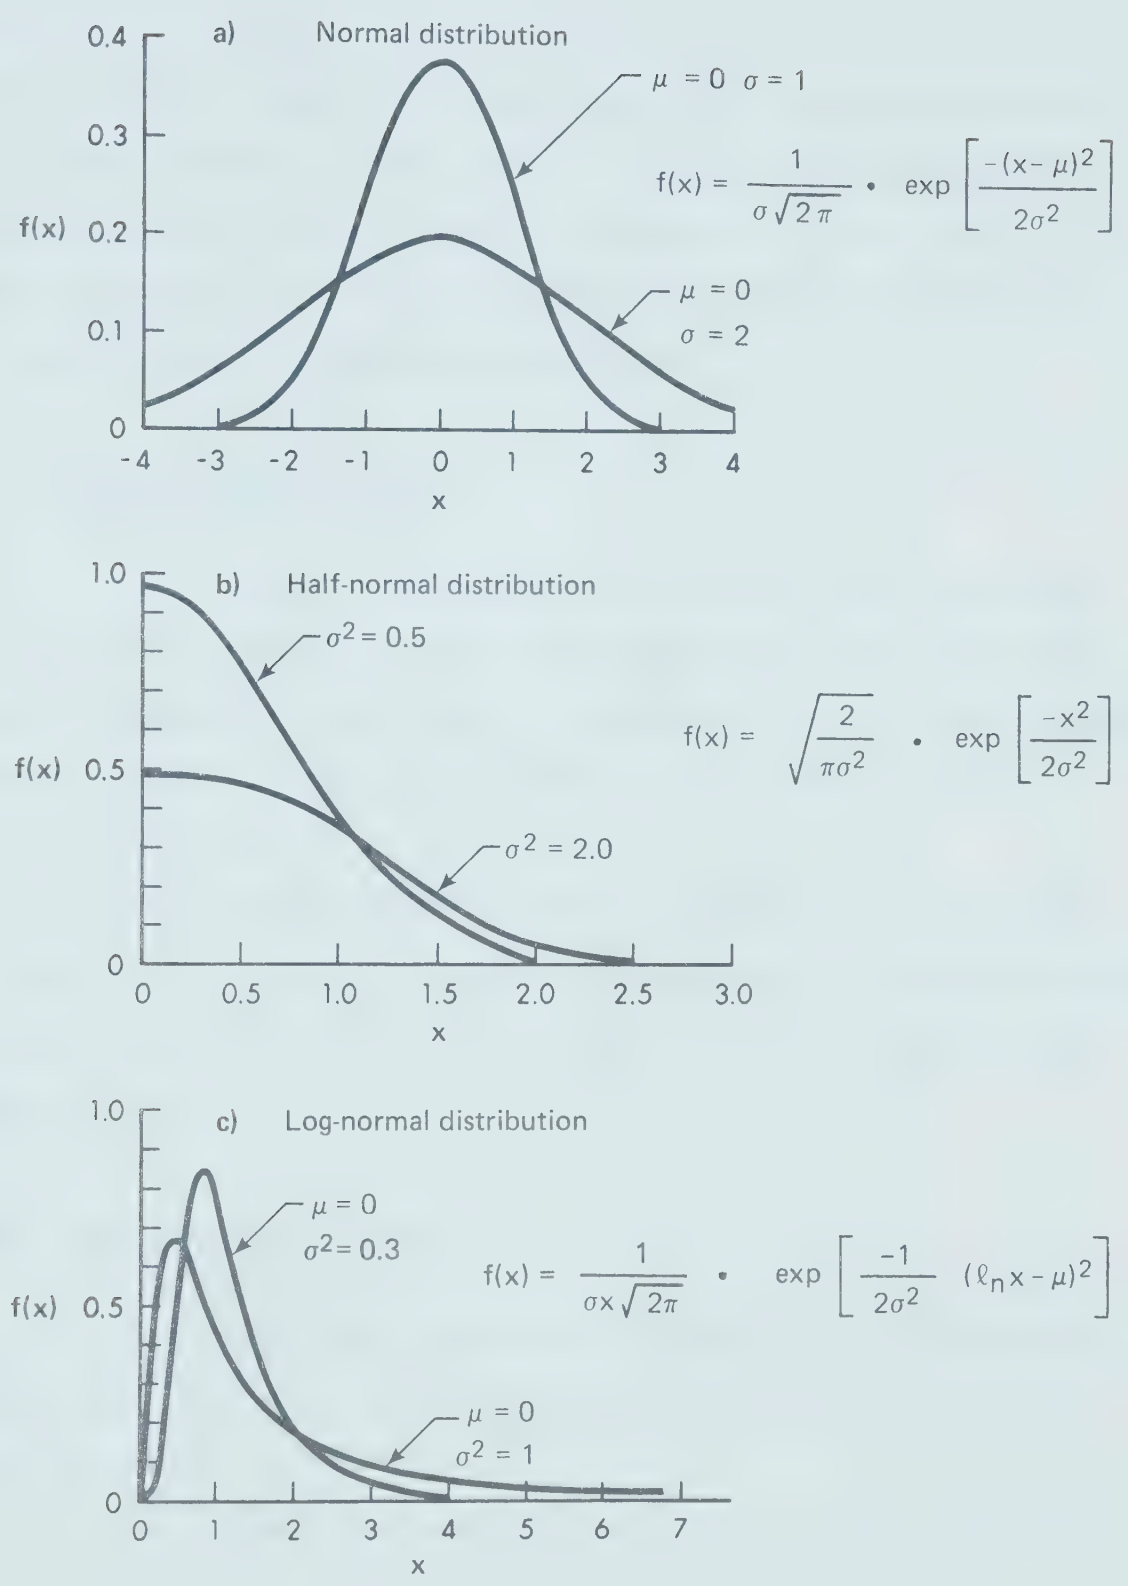 a) Normal distribution
0.4
0.3
f(x) 0.2
0.1
0
-4 -3 -2 -1 0 1 2 3 4
x
μ = 0 σ = 1
f(x) = 1 / σ√2π • exp [-(x- μ)2 / 2σ2]
μ = 0
σ = 2
b) Half-normal distribution
1.0
f(x) 0.5
0
0 0.5 1.0 1.5 2.0 2.5 3.0
x
σ2 = 0.5
f(x) = √2 / πσ2 • exp [-x2 / 2σ2]
σ2 = 2.0
c) Log-normal distribution
1.0
f(x) 0.5
0
0 1 2 3 4 5 6 7
x
μ = 0
σ2 = 0.3
f(x) = 1 / σx√2π • exp [-1 / 2σ2 (ℓnx - μ)2]
μ = 0
σ2 = 1